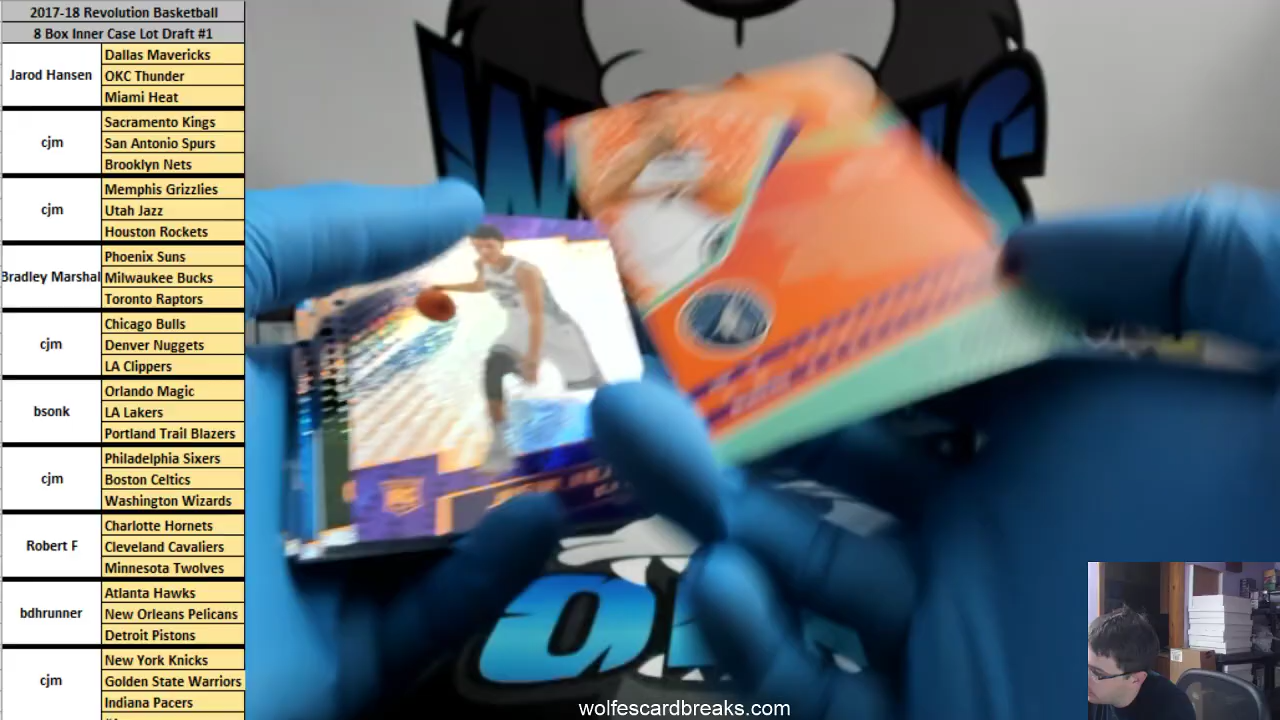 2017-18 Revolution Basketball
8 Box Inner Case Lot Draft #1
Jarod Hansen
Dallas Mavericks
OKC Thunder
Miami Heat
cjm
Sacramento Kings
San Antonio Spurs
Brooklyn Nets
cjm
Memphis Grizzlies
Utah Jazz
Houston Rockets
Bradley Marshal
Phoenix Suns
Milwaukee Bucks
Toronto Raptors
cjm
Chicago Bulls
Denver Nuggets
LA Clippers
bsonk
Orlando Magic
LA Lakers
Portland Trail Blazers
cjm
Philadelphia Sixers
Boston Celtics
Washington Wizards
Robert F
Charlotte Hornets
Cleveland Cavaliers
Minnesota Twolves
bdhrunner
Atlanta Hawks
New Orleans Pelicans
Detroit Pistons
cjm
New York Knicks
Golden State Warriors
Indiana Pacers
wolfescardbreaks.com